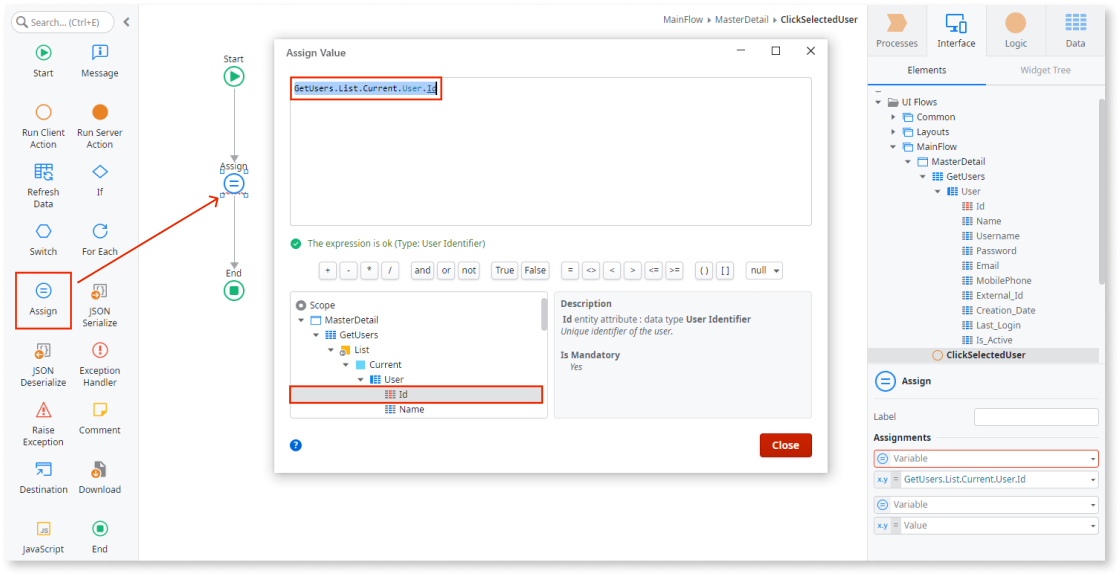 Search... (Ctrl+E)
Start
Message
Run Client
Action
Run Server
Action
Refresh
Data
If
Switch
For Each
Assign
JSON
Serialize
JSON
Deserialize
Exception
Handler
Raise
Exception
Comment
Destination
Download
JS
JavaScript
End
MainFlow
MasterDetail
ClickSelectedUser
Start
Assign
End
Assign Value
GetUsers.List.Current.User.Id
The expression is ok (Type: User Identifier)
+ - * / and or not True False = <> < > <= >= ( ) [ ] null
Scope
MasterDetail
GetUsers
List
Current
User
Id
Name
Description
Id entity attribute : data type User Identifier
Unique identifier of the user.
Is Mandatory
Yes
?
Close
Processes
Interface
Logic
Data
Elements
Widget Tree
UI Flows
Common
Layouts
MainFlow
MasterDetail
GetUsers
User
Id
Name
Username
Password
Email
MobilePhone
External_Id
Creation_Date
Last_Login
Is_Active
ClickSelectedUser
Assign
Label
Assignments
Variable
x.y = GetUsers.List.Current.User.Id
Variable
x.y = Value